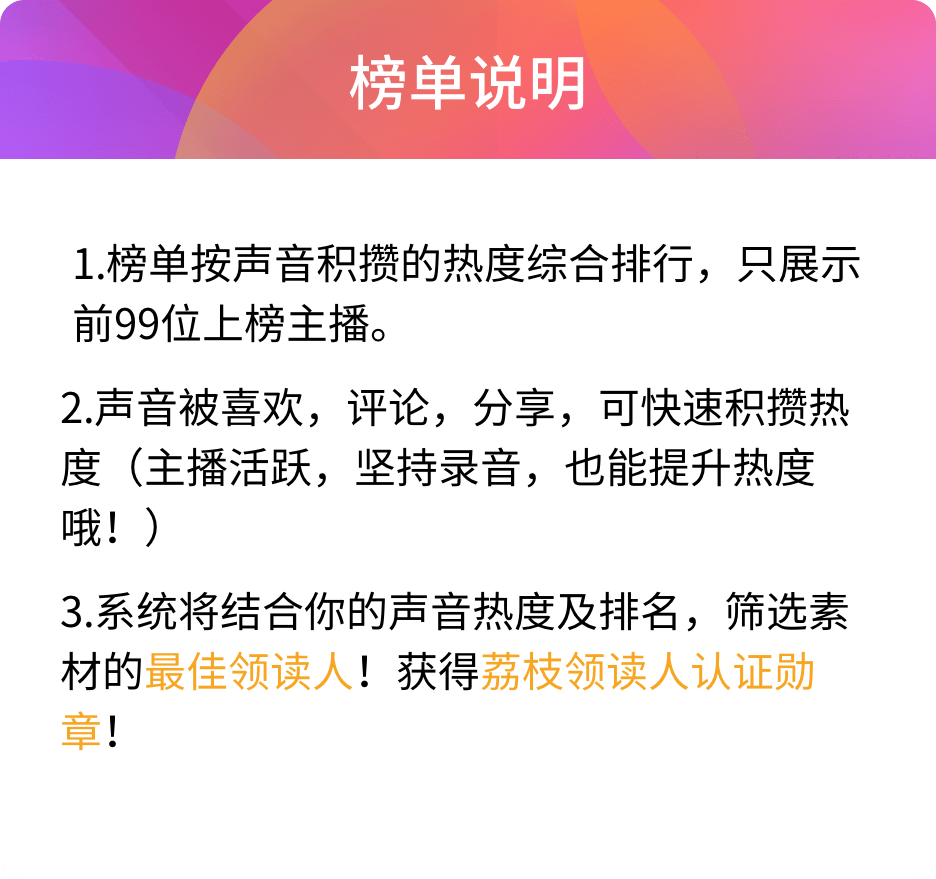 榜单说明
1.榜单按声音积攒的热度综合排行，只展示
前99位上榜主播。
2.声音被喜欢，评论，分享，可快速积攒热
度（主播活跃，坚持录音，也能提升热度
哦！）
3.系统将结合你的声音热度及排名，筛选素
材的最佳领读人！获得荔枝领读人认证勋
章！